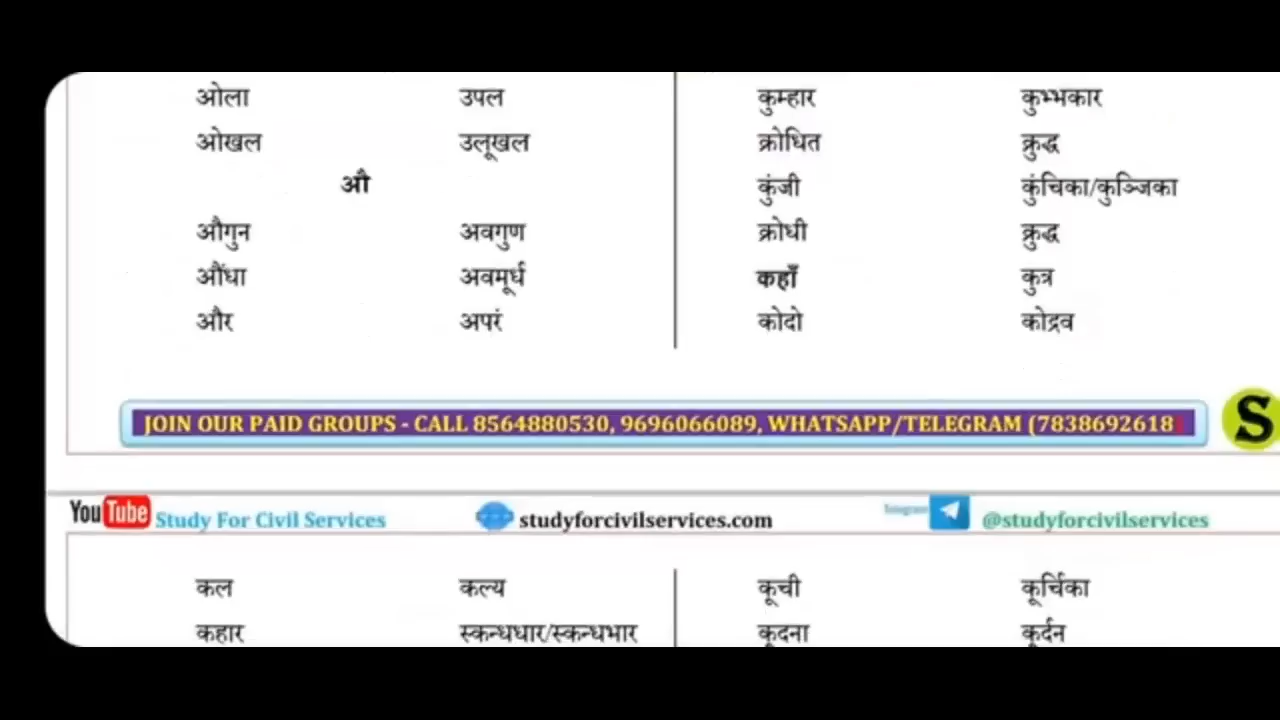 ओला उपल
ओखल उलूखल
औ
औगुन अवगुण
औंधा अवमूर्ध
और अपरं
कुम्हार कुम्भकार
क्रोधित क्रुद्ध
कुंजी कुंचिका/कुञ्जिका
क्रोधी क्रुद्ध
कहाँ कुत्र
कोदो कोद्रव
JOIN OUR PAID GROUPS - CALL 8564880530, 9696066089, WHATSAPP/TELEGRAM (7838692618
S
YouTube Study For Civil Services
studyforcivilservices.com
Telegram @studyforcivilservices
कल कल्य
कहार स्कन्धधार/स्कन्धभार
कूची कूर्चिका
कूदना कूर्दन